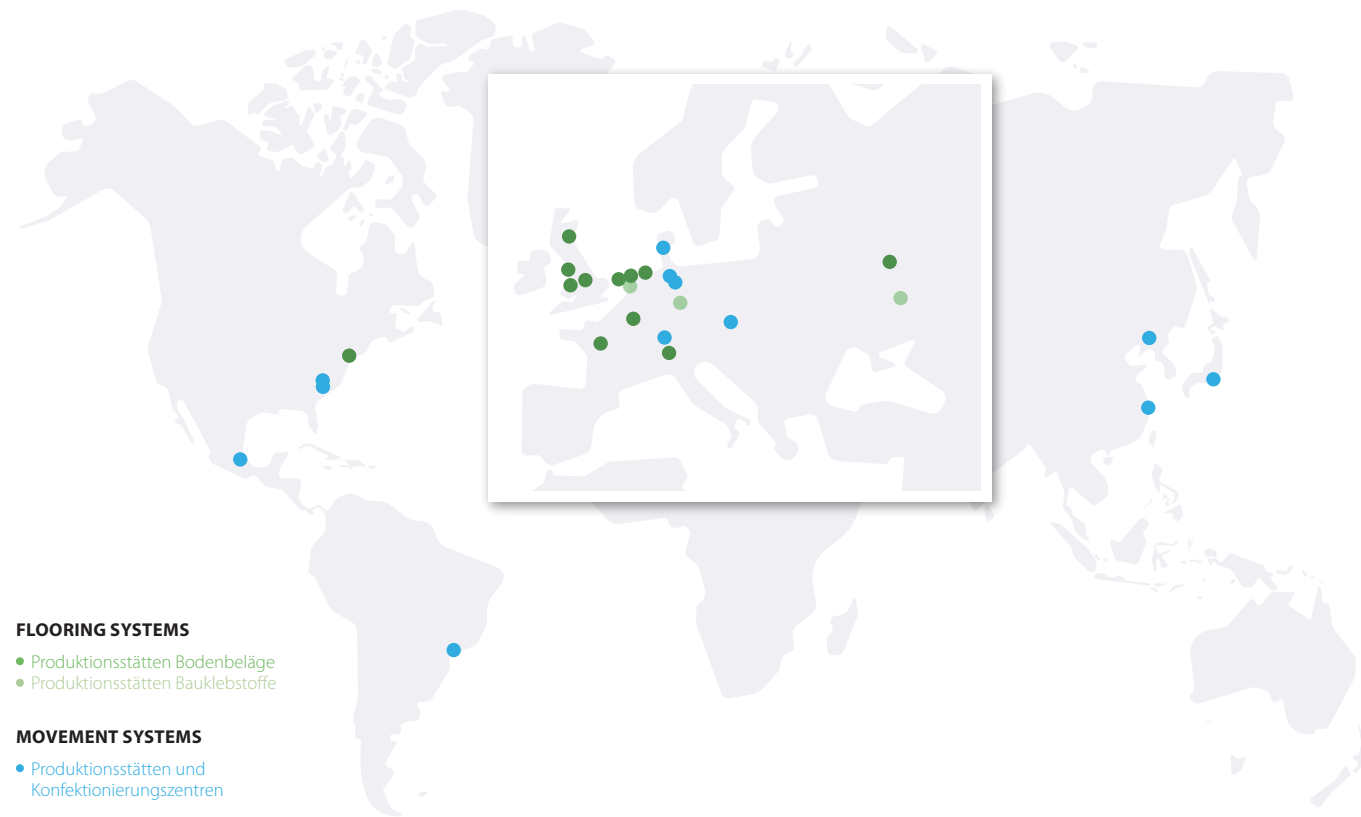 FLOORING SYSTEMS
Produktionsstätten Bodenbeläge
Produktionsstätten Bauklebstoffe
MOVEMENT SYSTEMS
Produktionsstätten und
Konfektionierungszentren